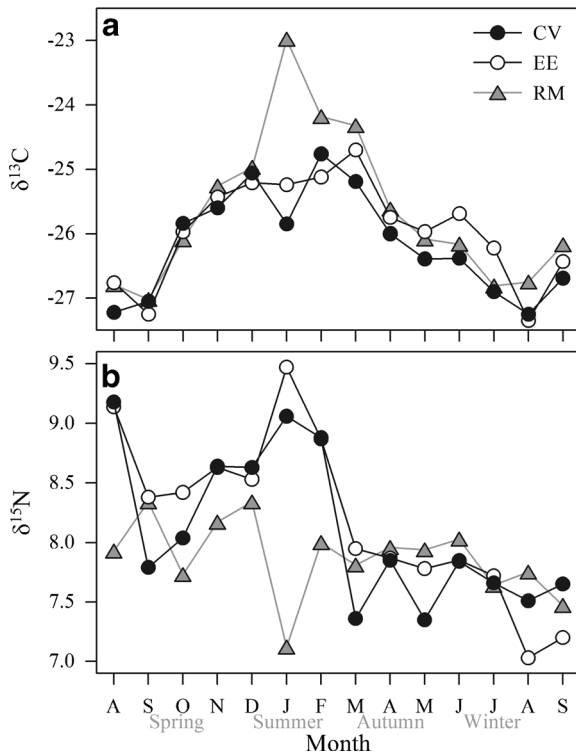 a
CV
EE
RM
-23
-24
-25
-26
-27
δ13C
b
9.5
9.0
8.5
8.0
7.5
7.0
δ15N
A S O N D J F M A M J J A S
Spring Summer Autumn Winter
Month